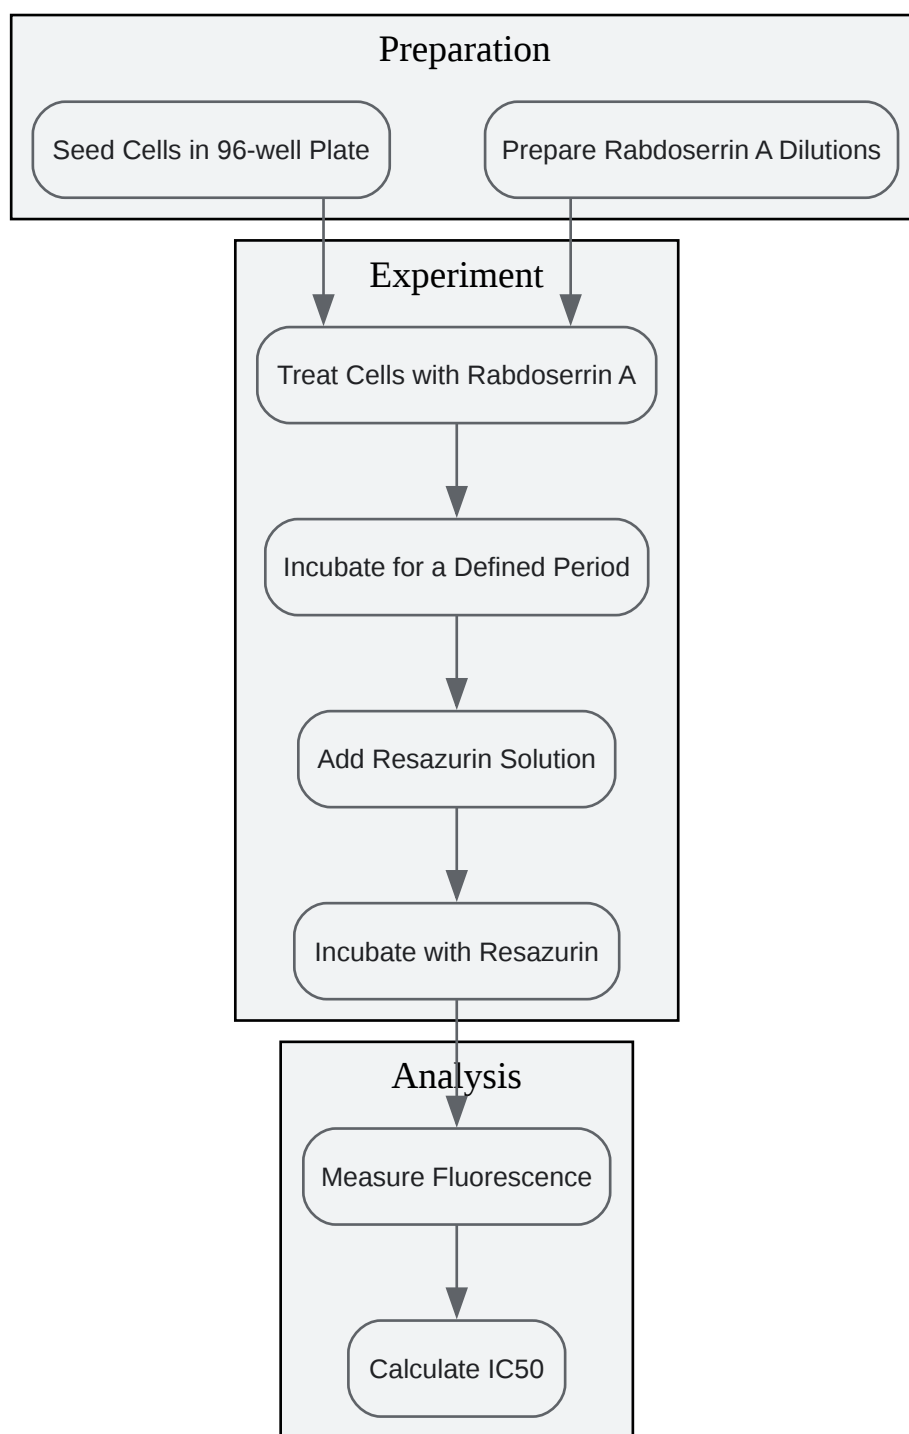 Preparation
Seed Cells in 96-well Plate
Prepare Rabdoserrin A Dilutions
Experiment
Treat Cells with Rabdoserrin A
Incubate for a Defined Period
Add Resazurin Solution
Incubate with Resazurin
Analysis
Measure Fluorescence
Calculate IC50